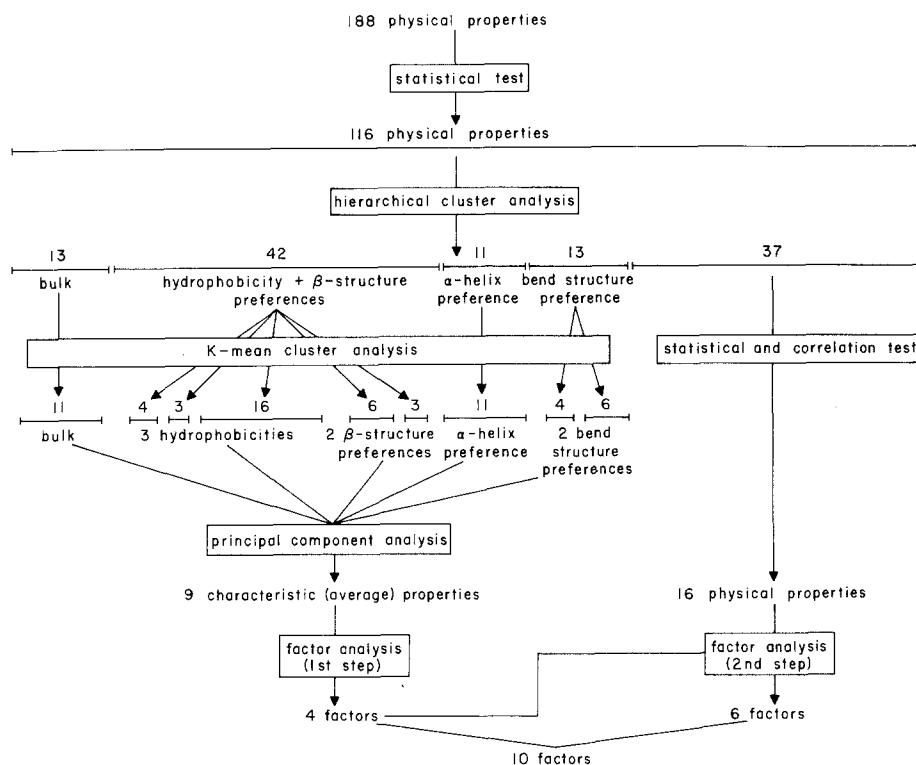 188 physical properties
statistical test
116 physical properties
hierarchical cluster analysis
13 42 11 13 37
bulk
hydrophobicity + β-structure
preferences
α-helix
preference
bend structure
preference
K-mean cluster analysis
statistical and correlation test
11 4 3 16 6 3 11 4 6
bulk
3 hydrophobicities
2 β-structure
preferences
α-helix
preference
2 bend
structure
preferences
principal component analysis
9 characteristic (average) properties
16 physical properties
factor analysis
(1st step)
factor analysis
(2nd step)
4 factors
6 factors
10 factors